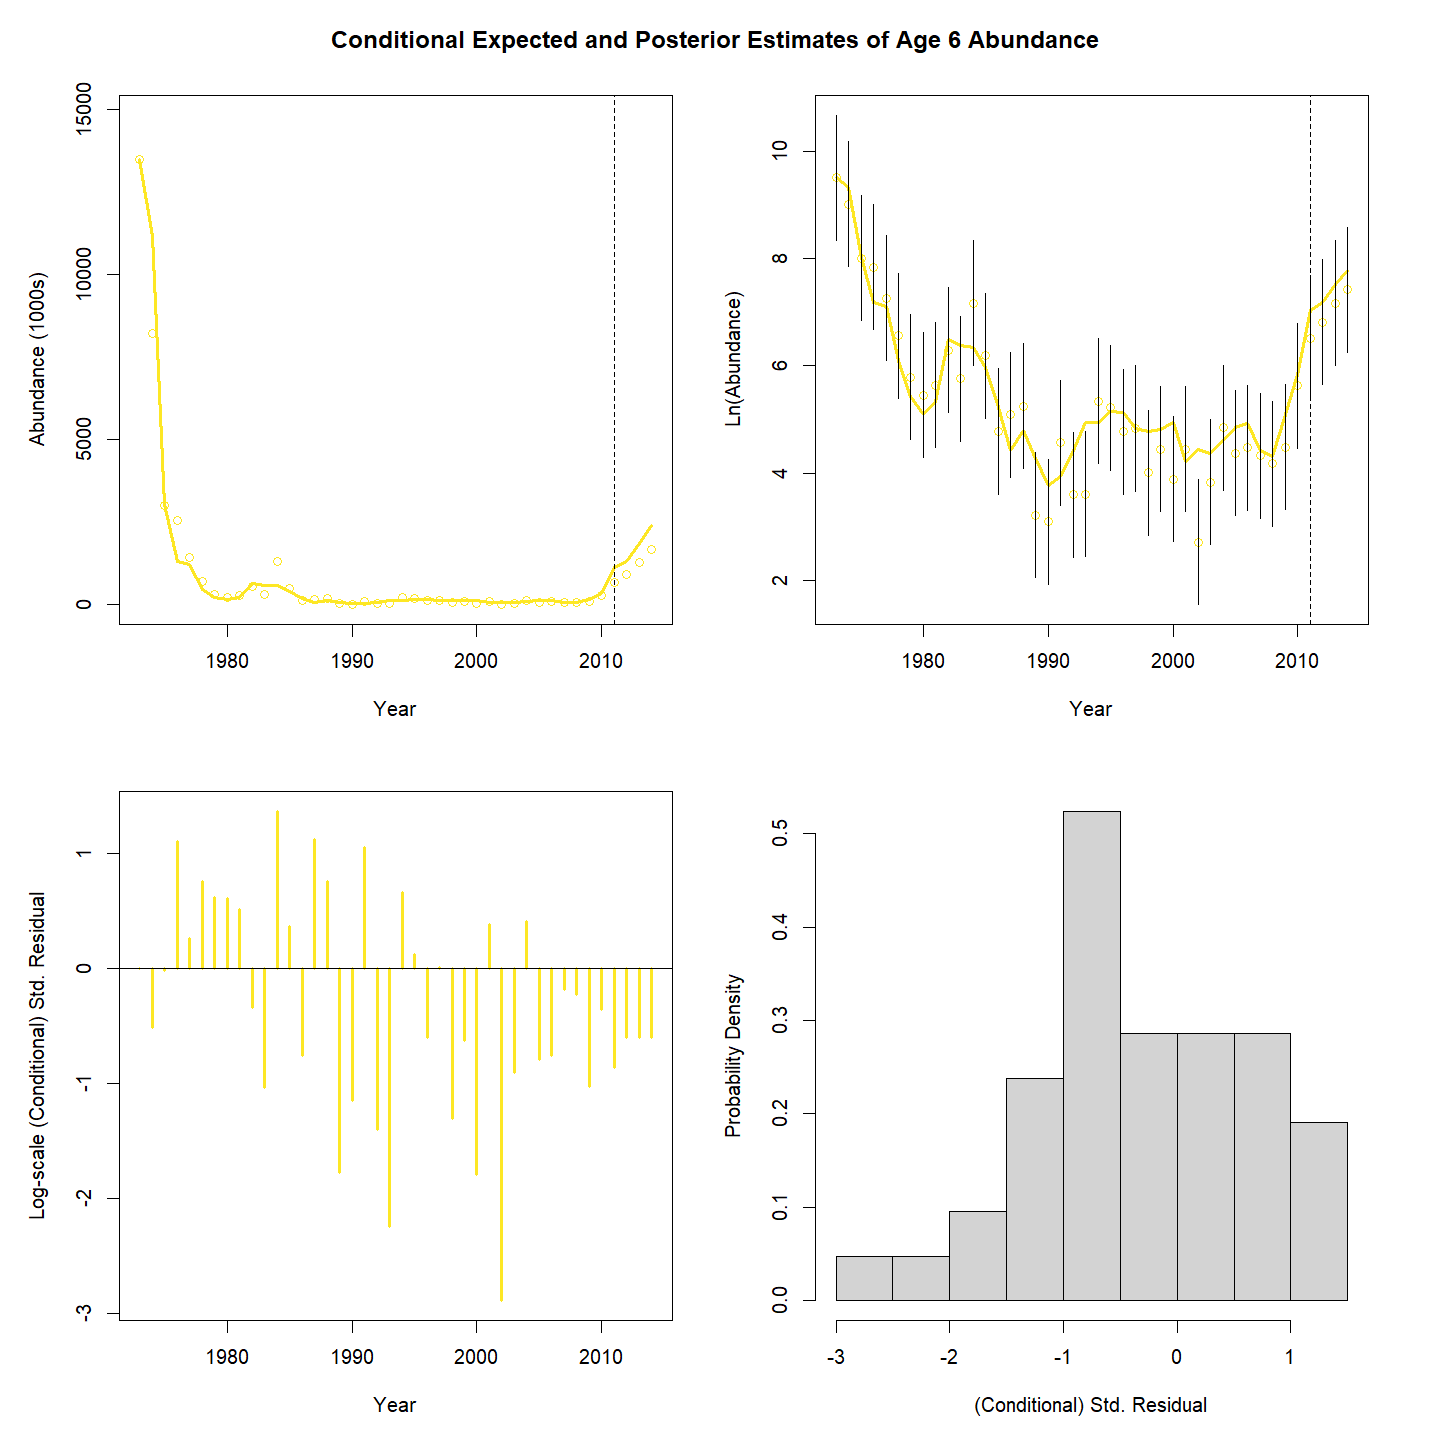 Conditional Expected and Posterior Estimates of Age 6 Abundance
Abundance (1000s)
15000
10000
5000
0
1980 1990 2000 2010
Year
Ln(Abundance)
10
8
6
4
2
1980 1990 2000 2010
Year
Log-scale (Conditional) Std. Residual
1
0
-1
-2
-3
1980 1990 2000 2010
Year
Probability Density
0.5
0.4
0.3
0.2
0.1
0.0
-3 -2 -1 0 1
(Conditional) Std. Residual